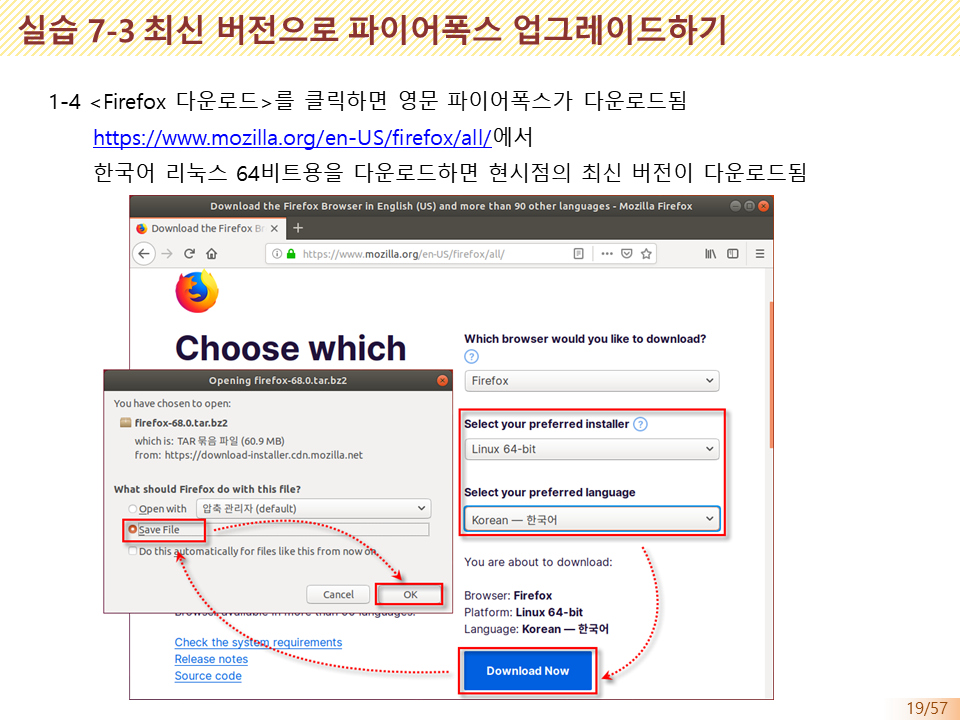 실습 7-3 최신 버전으로 파이어폭스 업그레이드하기
1-4 <Firefox 다운로드>를 클릭하면 영문 파이어폭스가 다운로드됨
https://www.mozilla.org/en-US/firefox/all/에서
한국어 리눅스 64비트용을 다운로드하면 현시점의 최신 버전이 다운로드됨
Download the Firefox Browser in English (US) and more than 90 other languages - Mozilla Firefox
Download the Firefox Br
https://www.mozilla.org/en-US/firefox/all/
Choose which
Which browser would you like to download?
Firefox
Select your preferred installer
Linux 64-bit
Select your preferred language
Korean — 한국어
You are about to download:
Browser: Firefox
Platform: Linux 64-bit
Language: Korean — 한국어
Download Now
Opening firefox-68.0.tar.bz2
You have chosen to open:
firefox-68.0.tar.bz2
which is: TAR 묶음 파일 (60.9 MB)
from: https://download-installer.cdn.mozilla.net
What should Firefox do with this file?
Open with 압축 관리자 (default)
Save File
Do this automatically for files like this from now on.
Cancel OK
Check the system requirements
Release notes
Source code
19/57